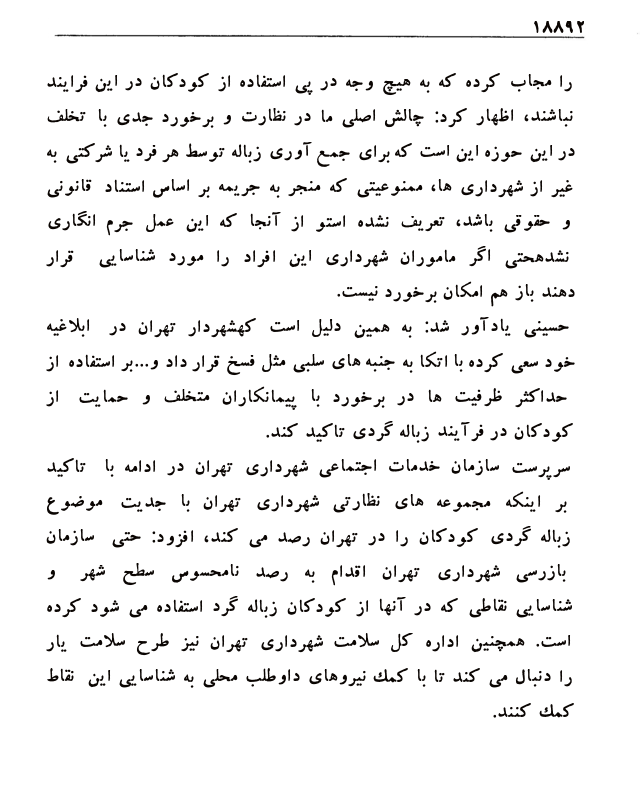 ۱۸۸۹۲
را مجاب کرده که به هیچ وجه در پی استفاده از کودکان در این فرایند
نباشند، اظهار کرد: چالش اصلی ما در نظارت و برخورد جدی با تخلف
در این حوزه این است که برای جمع آوری زباله توسط هر فرد یا شرکتی به
غیر از شهرداری ها، ممنوعیتی که منجر به جریمه بر اساس استناد قانونی
و حقوقی باشد، تعریف نشده استو از آنجا که این عمل جرم انگاری
نشدهحتی اگر ماموران شهرداری این افراد را مورد شناسایی قرار
دهند باز هم امکان برخورد نیست.
حسینی یادآور شد: به همین دلیل است کهشهردار تهران در ابلاغیه
خود سعی کرده با اتکا به جنبه های سلبی مثل فسخ قرار داد و...بر استفاده از
حداکثر ظرفیت ها در برخورد با پیمانکاران متخلف و حمایت از
کودکان در فرآیند زباله گردی تاکید کند.
سرپرست سازمان خدمات اجتماعی شهرداری تهران در ادامه با تاکید
بر اینکه مجموعه های نظارتی شهرداری تهران با جدیت موضوع
زباله گردی کودکان را در تهران رصد می کند، افزود: حتی سازمان
بازرسی شهرداری تهران اقدام به رصد نامحسوس سطح شهر و
شناسایی نقاطی که در آنها از کودکان زباله گرد استفاده می شود کرده
است. همچنین اداره کل سلامت شهرداری تهران نیز طرح سلامت یار
را دنبال می کند تا با کمك نیروهای داوطلب محلی به شناسایی این نقاط
کمك کنند.